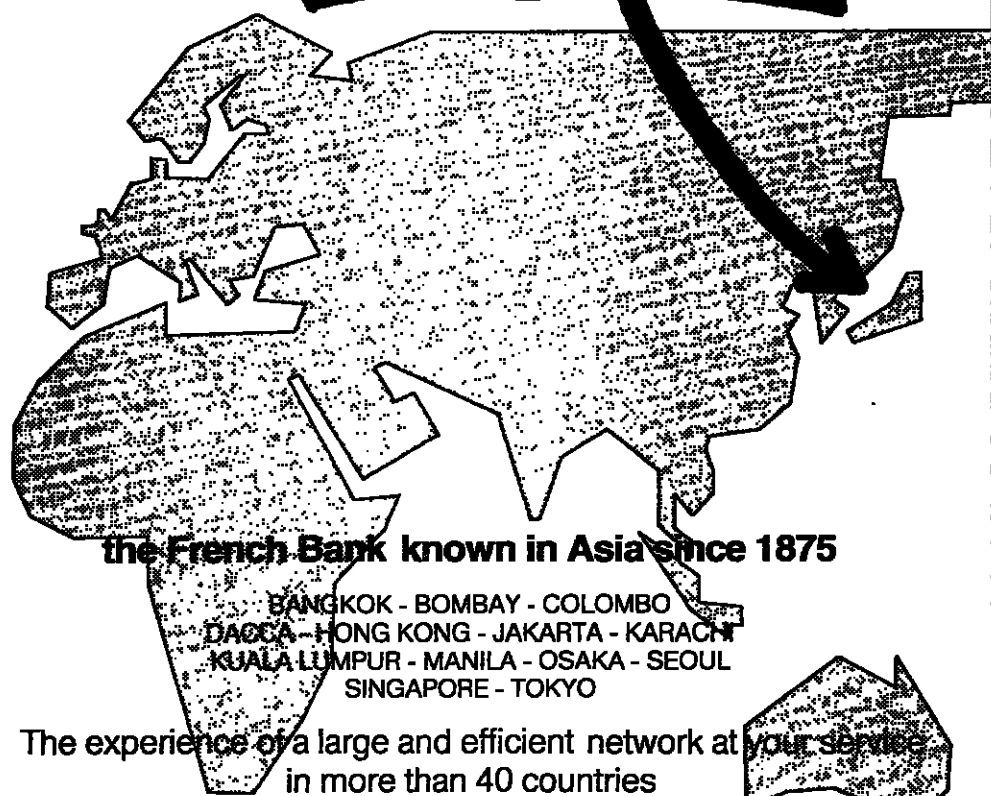 the French Bank known in Asia since 1875
BANGKOK - BOMBAY - COLOMBO
DACCA - HONG KONG - JAKARTA - KARACHI
KUALA LUMPUR - MANILA - OSAKA - SEOUL
SINGAPORE - TOKYO
The experience of a large and efficient network at your service
in more than 40 countries